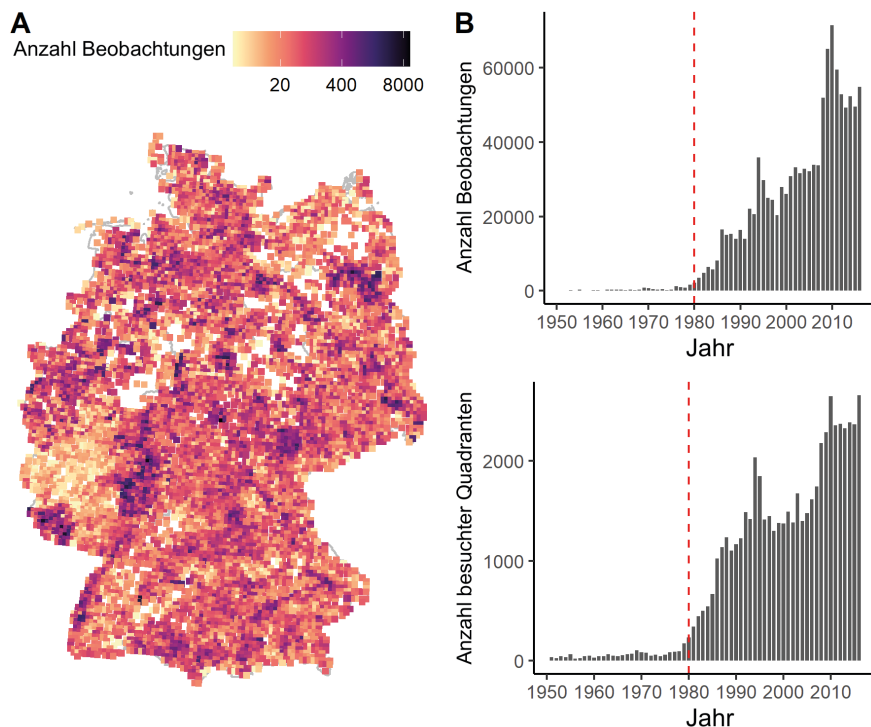 A
Anzahl Beobachtungen
20 400 8000
B
Anzahl Beobachtungen
60000
40000
20000
0
1950 1960 1970 1980 1990 2000 2010
Jahr
Anzahl besuchter Quadranten
2000
1000
0
1950 1960 1970 1980 1990 2000 2010
Jahr